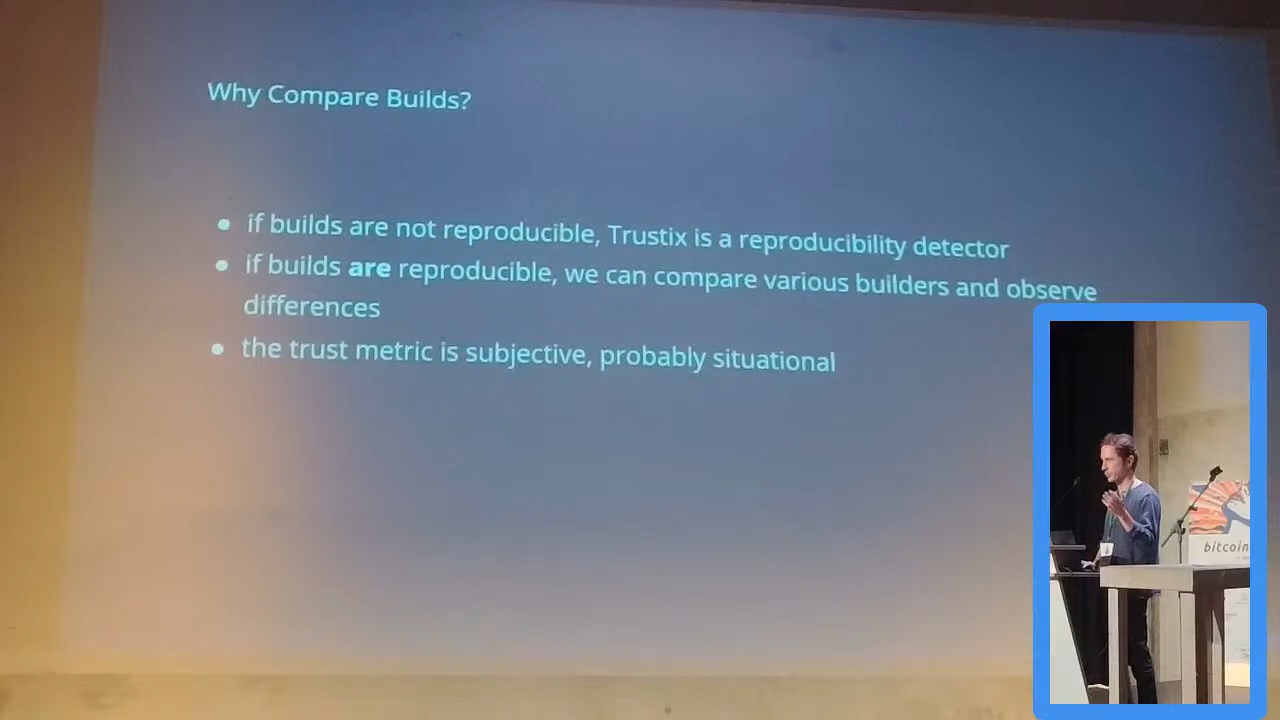 Why Compare Builds?
● if builds are not reproducible, Trustix is a reproducibility detector
● if builds are reproducible, we can compare various builders and observe
differences
● the trust metric is subjective, probably situational
bitcoin